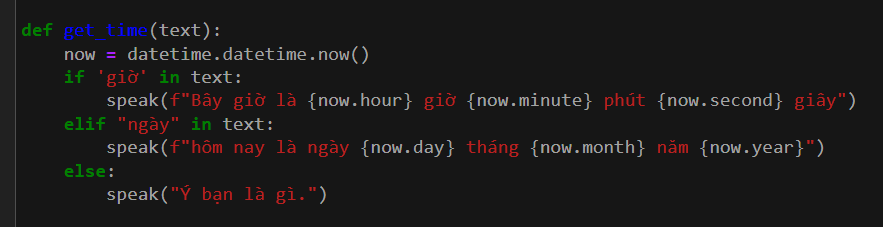 def get_time(text):
    now = datetime.datetime.now()
    if 'giờ' in text:
        speak(f"Bây giờ là {now.hour} giờ {now.minute} phút {now.second} giây")
    elif "ngày" in text:
        speak(f"hôm nay là ngày {now.day} tháng {now.month} năm {now.year}")
    else:
        speak("Ý bạn là gì.")